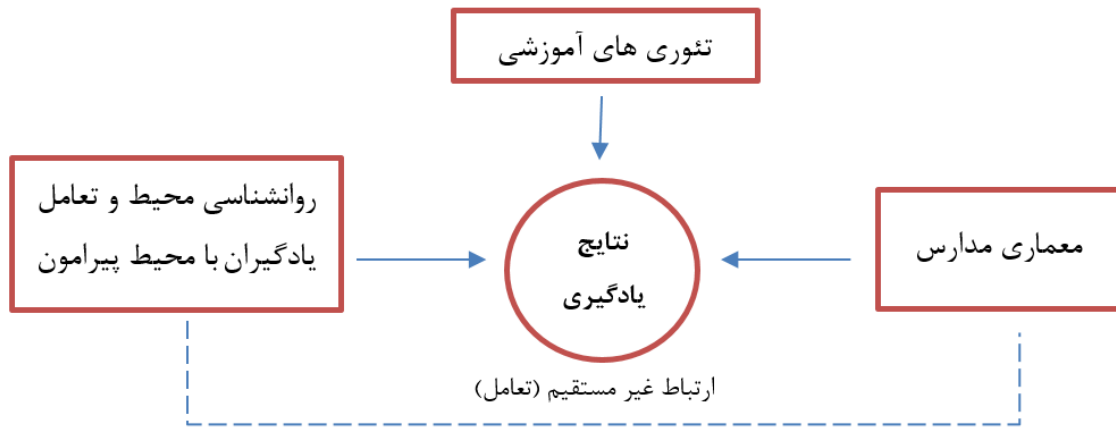 تئوری های آموزشی
معماری مدارس
نتایج
یادگیری
روانشناسی محیط و تعامل
یادگیران با محیط پیرامون
ارتباط غیر مستقیم (تعامل)